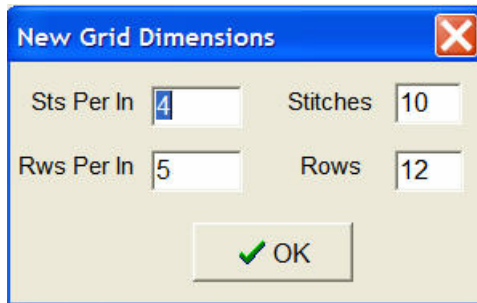 New Grid Dimensions
Sts Per In 4 Stitches 10
Rws Per In 5 Rows 12
OK